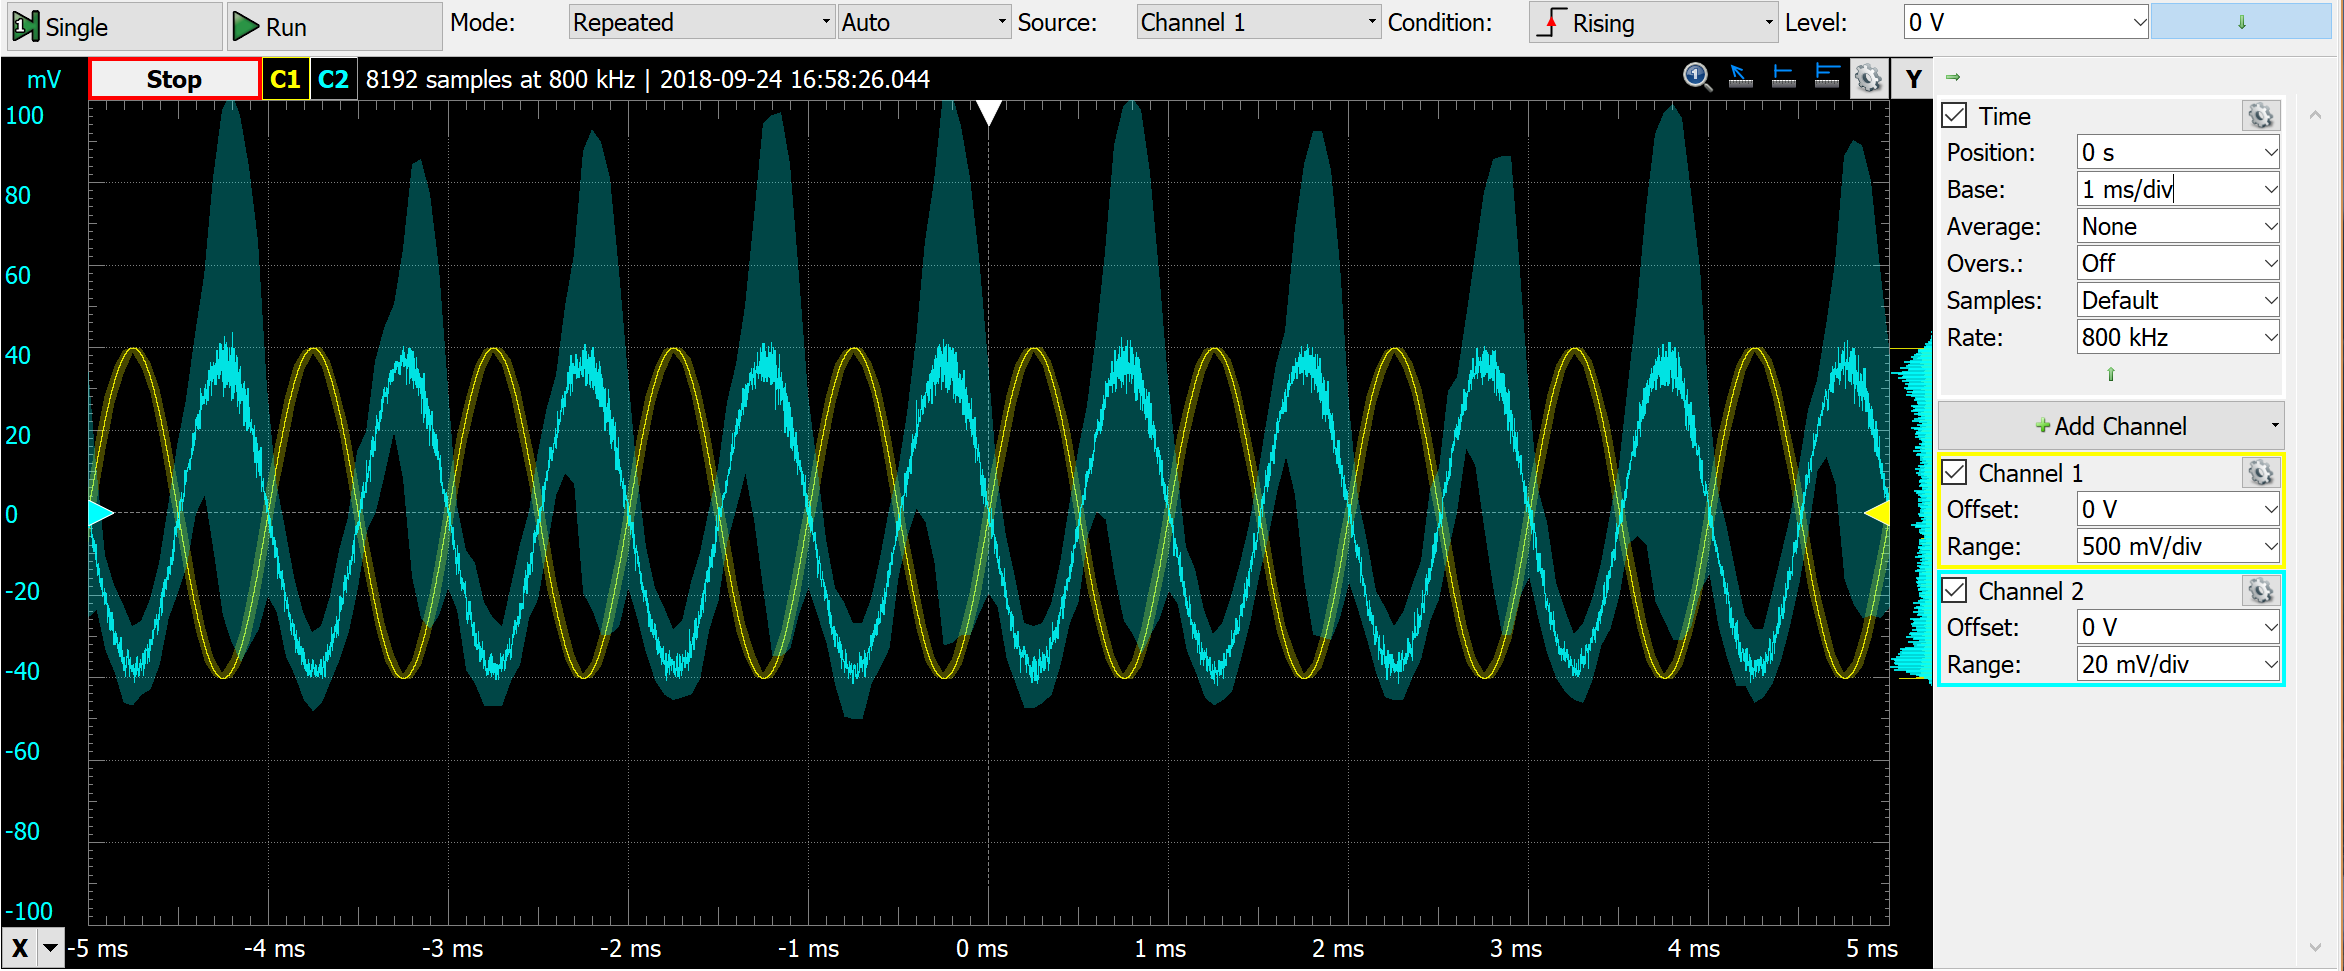 Single Run Mode: Repeated Auto Source: Channel 1 Condition: Rising Level: 0 V
mV Stop C1 C2 8192 samples at 800 kHz | 2018-09-24 16:58:26.044 Y
100
80
60
40
20
0
-20
-40
-60
-80
-100
X -5 ms -4 ms -3 ms -2 ms -1 ms 0 ms 1 ms 2 ms 3 ms 4 ms 5 ms
Time
Position: 0 s
Base: 1 ms/div
Average: None
Overs.: Off
Samples: Default
Rate: 800 kHz
Add Channel
Channel 1
Offset: 0 V
Range: 500 mV/div
Channel 2
Offset: 0 V
Range: 20 mV/div